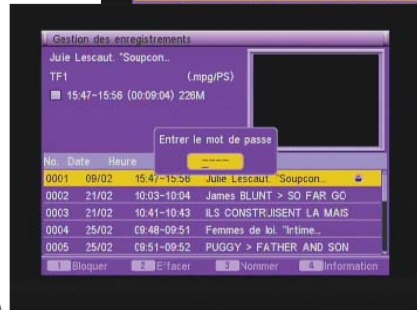 Gestion des enregistrements
Julie Lescaut. "Soupcon...
TF1 (.mpg/PS)
15:47~15:56 (00:09:04) 226M
Entrer le mot de passe
____
No. Date Heure
0001 09/02 15:47~15:56 Julie Lescaut. "Soupcon...
0002 21/02 10:03~10:04 James BLUNT > SO FAR GO
0003 21/02 10:41~10:43 ILS CONSTRUISENT LA MAIS
0004 25/02 09:48~09:51 Femmes de loi. "Intime...
0005 25/02 09:51~09:52 PUGGY > FATHER AND SON
1 Bloquer 2 Effacer 3 Nommer 4 Information